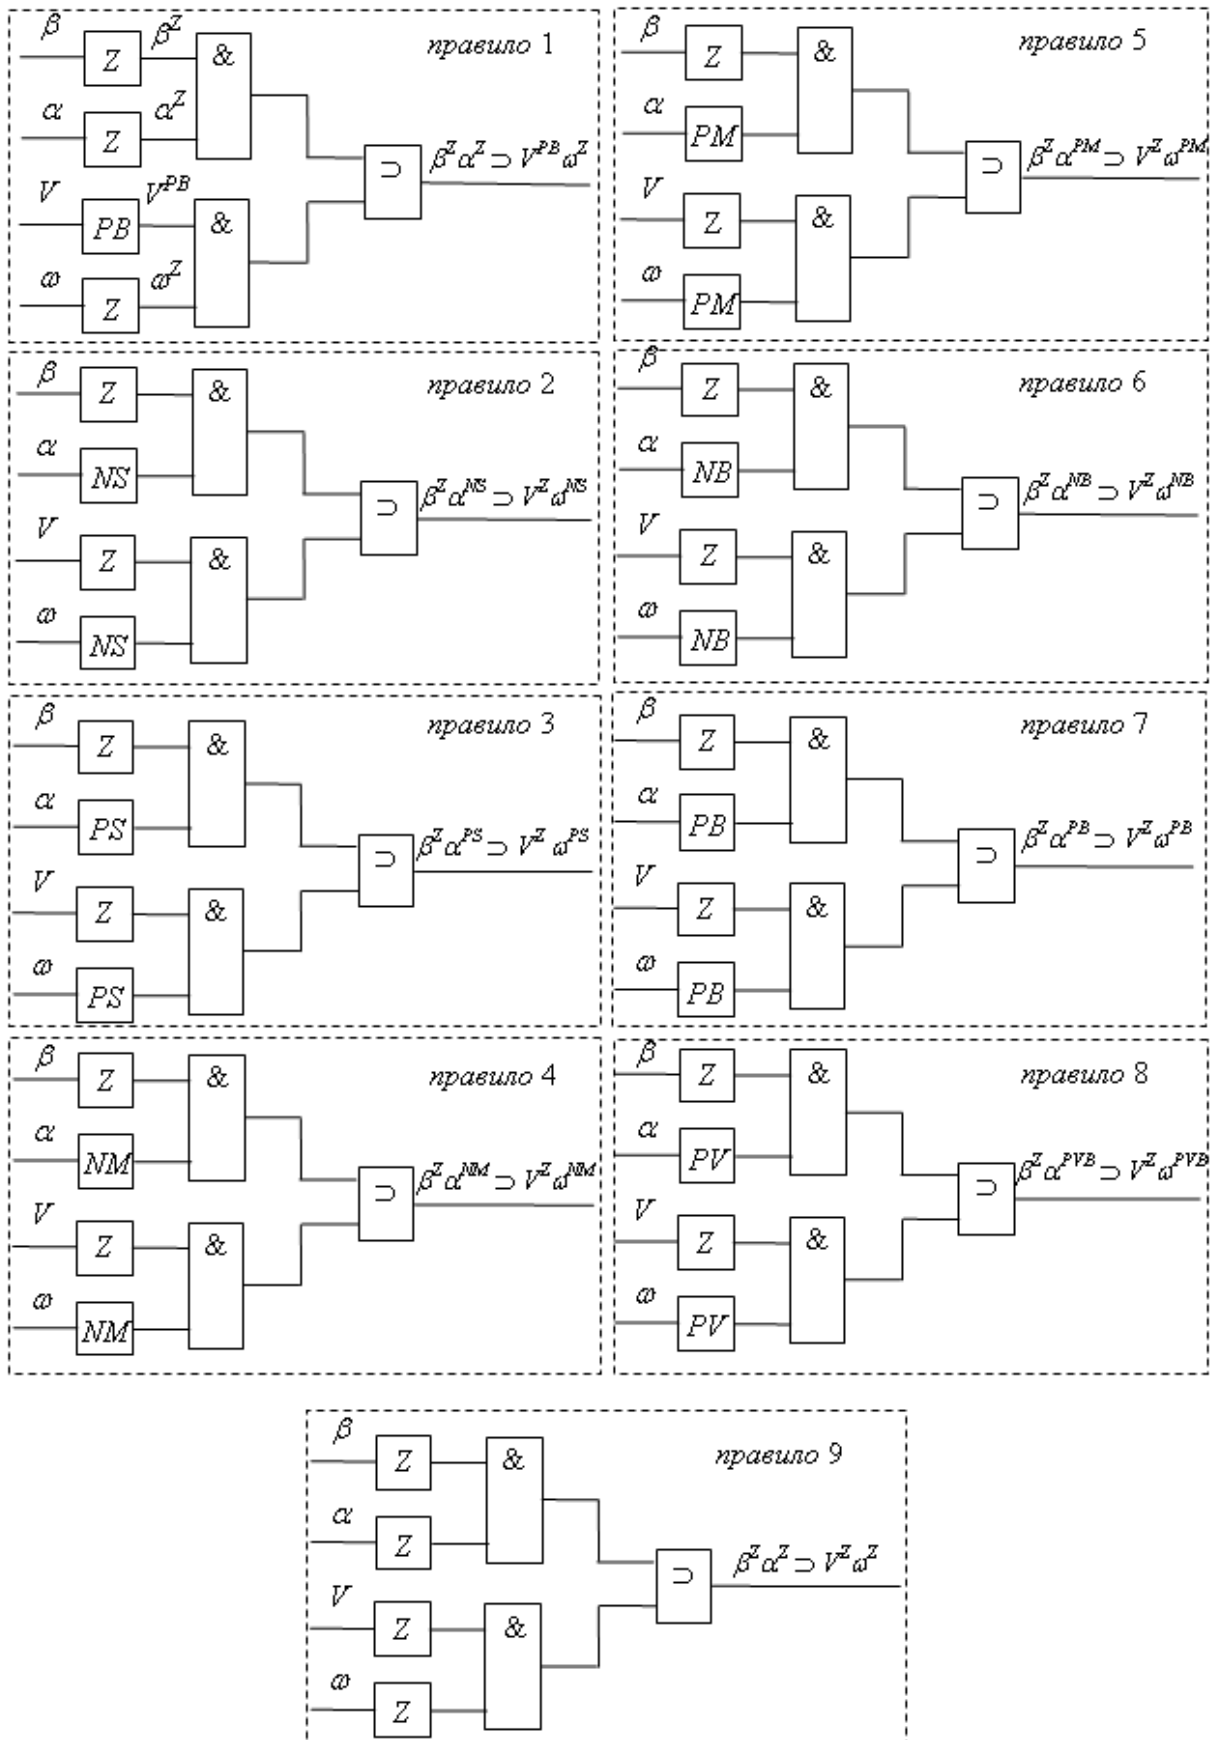 β
Z
β^Z
&
правило 1
α
Z
α^Z
⊃
β^Z α^Z ⊃ V^PB ω^Z
V
PB
V^PB
&
ω
Z
ω^Z
β
Z
&
правило 2
α
NS
⊃
β^Z α^NS ⊃ V^Z ω^NS
V
Z
&
ω
NS
β
Z
&
правило 3
α
PS
⊃
β^Z α^PS ⊃ V^Z ω^PS
V
Z
&
ω
PS
β
Z
&
правило 4
α
NM
⊃
β^Z α^NM ⊃ V^Z ω^NM
V
Z
&
ω
NM
β
Z
&
правило 5
α
PM
⊃
β^Z α^PM ⊃ V^Z ω^PM
V
Z
&
ω
PM
β
Z
&
правило 6
α
NB
⊃
β^Z α^NB ⊃ V^Z ω^NB
V
Z
&
ω
NB
β
Z
&
правило 7
α
PB
⊃
β^Z α^PB ⊃ V^Z ω^PB
V
Z
&
ω
PB
β
Z
&
правило 8
α
PV
⊃
β^Z α^PVB ⊃ V^Z ω^PVB
V
Z
&
ω
PV
β
Z
&
правило 9
α
Z
⊃
β^Z α^Z ⊃ V^Z ω^Z
V
Z
&
ω
Z